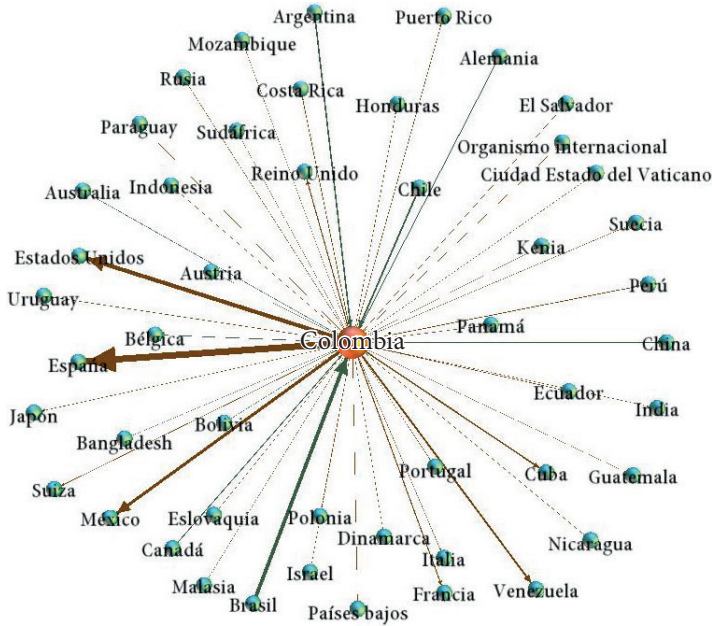 Argentina
Puerto Rico
Mozambique
Alemania
Rusia
Costa Rica
Honduras
El Salvador
Paráguay
Sudáfrica
Organismo internacional
Reino Unido
Ciudad Estado del Vaticano
Australia
Indonesia
Chile
Suecia
Estados Unidos
Austria
Kenia
Perú
Uruguay
Panamá
Bélgica
Colombia
China
España
Ecuador
Japón
India
Bangladesh
Bolivia
Portugal
Cuba
Guatemala
Suiza
México
Eslovaquia
Polonia
Dinamarca
Nicaragua
Canadá
Italia
Malasia
Israel
Francia
Venezuela
Brasil
Países bajos